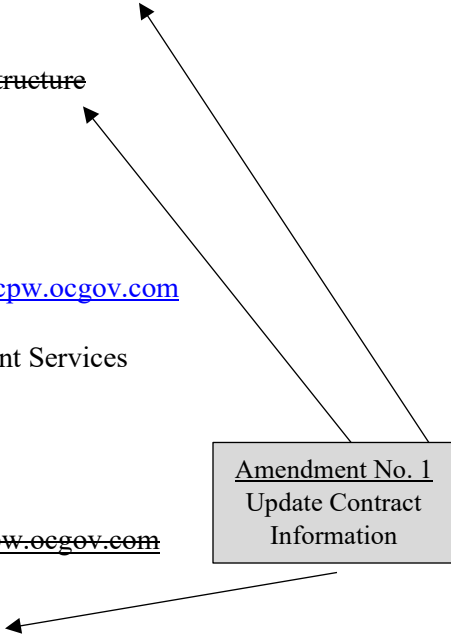 tructure
cpw.ocgov.com
nt Services
Amendment No. 1
Update Contract
Information
w.ocgov.com